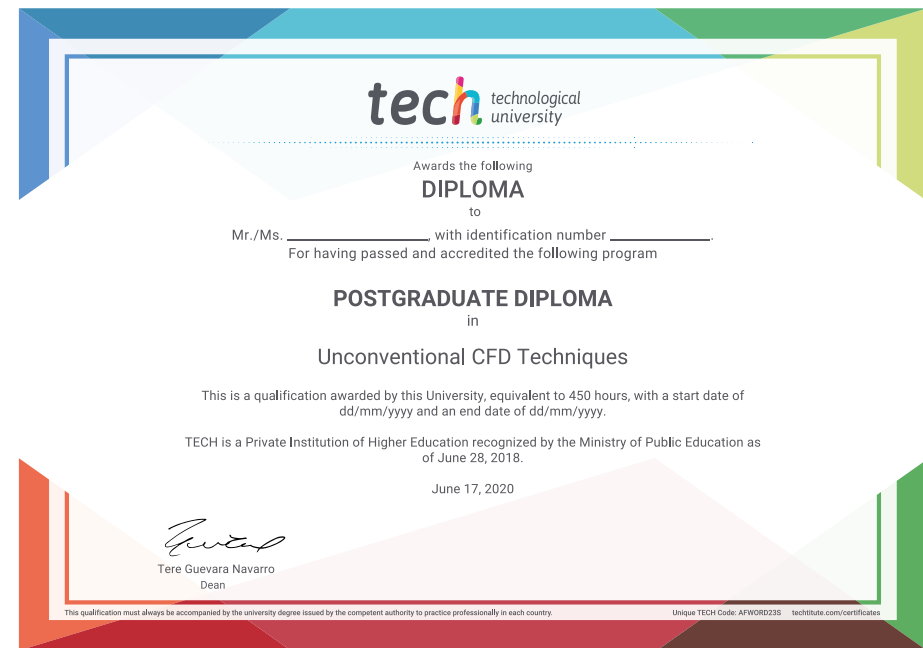 tech technological
university
Awards the following
DIPLOMA
to
Mr./Ms. ____________________, with identification number ______________.
For having passed and accredited the following program
POSTGRADUATE DIPLOMA
in
Unconventional CFD Techniques
This is a qualification awarded by this University, equivalent to 450 hours, with a start date of
dd/mm/yyyy and an end date of dd/mm/yyyy.
TECH is a Private Institution of Higher Education recognized by the Ministry of Public Education as
of June 28, 2018.
June 17, 2020
Tere Guevara Navarro
Dean
This qualification must always be accompanied by the university degree issued by the competent authority to practice professionally in each country. Unique TECH Code: AFWORD23S techtitute.com/certificates